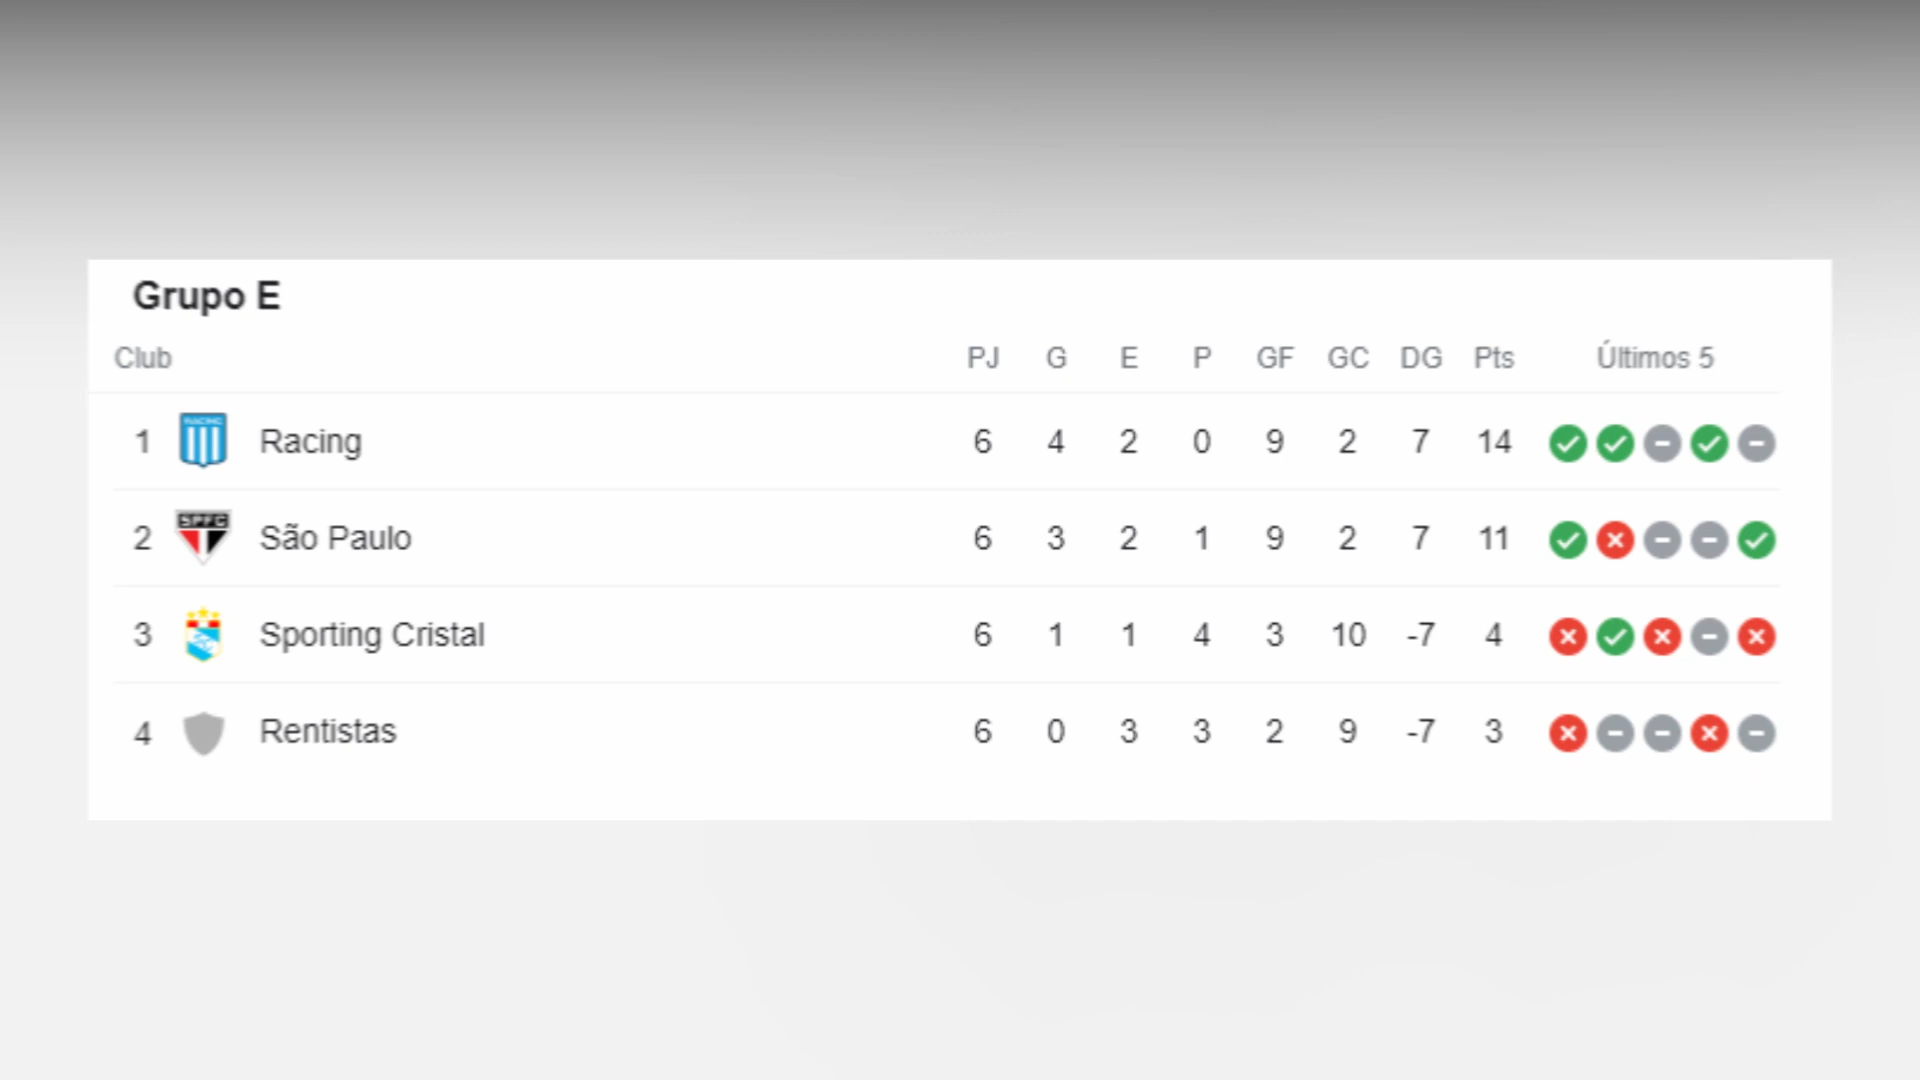 Grupo E
Club PJ G E P GF GC DG Pts Últimos 5
1 RACING Racing 6 4 2 0 9 2 7 14
2 SPFC São Paulo 6 3 2 1 9 2 7 11
3 Sporting Cristal 6 1 1 4 3 10 -7 4
4 Rentistas 6 0 3 3 2 9 -7 3